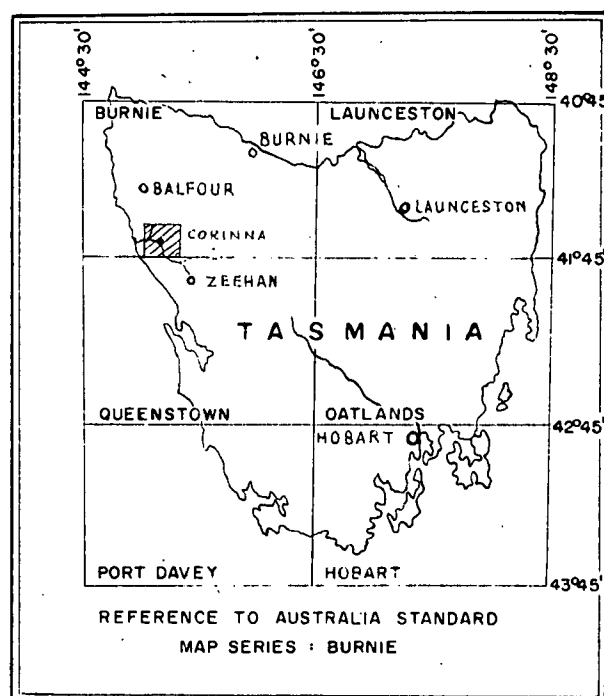 144°30'
146°30'
148°30'
40°45'
BURNIE
LAUNCESTON
BURNIE
BALFOUR
LAUNCESTON
CORINNA
41°45'
ZEEHAN
TASMANIA
QUEENSTOWN
OATLANDS
42°45'
HOBART
PORT DAVEY
HOBART
43°45'
REFERENCE TO AUSTRALIA STANDARD
MAP SERIES : BURNIE